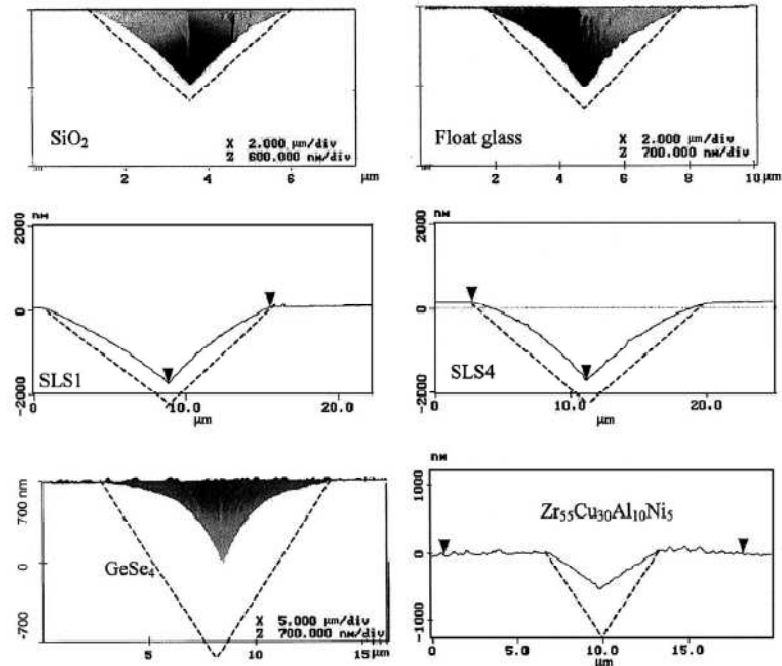 SiO₂
X 2.000 µm/div
Z 600.000 nm/div
2 4 6 µm
Float glass
X 2.000 µm/div
Z 700.000 nm/div
2 4 6 8 10 µm
nm
2000
0
-2000
SLS1
0 10.0 20.0
µm
nm
2000
0
-2000
SLS4
0 10.0 20.0
µm
700 nm
0
-700
GeSe₄
X 5.000 µm/div
Z 700.000 nm/div
5 10 15 µm
nm
1000
0
-1000
Zr₅₅Cu₃₀Al₁₀Ni₅
0 5.0 10.0 15.0
µm